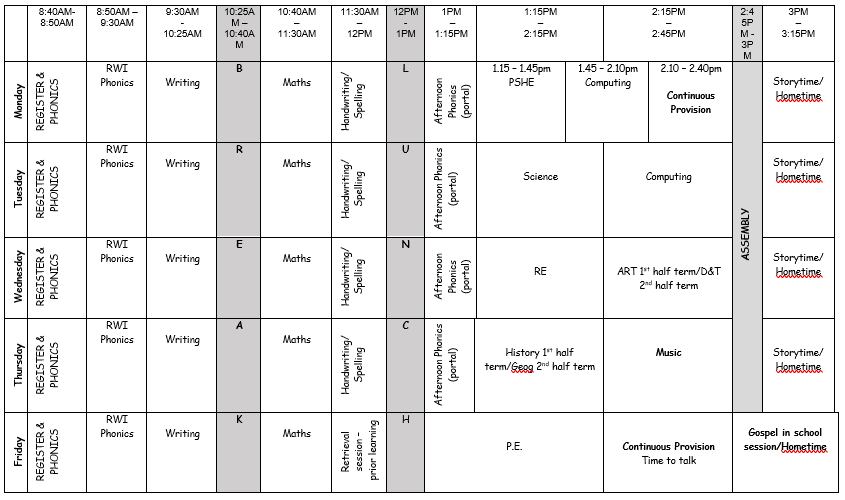 8:40AM-
8:50AM
8:50AM –
9:30AM
9:30AM
-
10:25AM
10:25A
M –
10:40A
M
10:40AM
–
11:30AM
11:30AM
–
12PM
12PM
-
1PM
1PM
–
1:15PM
1:15PM
–
2:15PM
2:15PM
–
2:45PM
2:4
5P
M -
3P
M
3PM
–
3:15PM
Monday
REGISTER &
PHONICS
RWI
Phonics
Writing
B
Maths
Handwriting/
Spelling
L
Afternoon
Phonics
(portal)
1.15 – 1.45pm
PSHE
1.45 – 2.10pm
Computing
2.10 – 2.40pm
Continuous
Provision
ASSEMBLY
Storytime/
Hometime
Tuesday
REGISTER &
PHONICS
RWI
Phonics
Writing
R
Maths
Handwriting/
Spelling
U
Afternoon Phonics
(portal)
Science
Computing
Storytime/
Hometime
Wednesday
REGISTER &
PHONICS
RWI
Phonics
Writing
E
Maths
Handwriting/
Spelling
N
Afternoon
Phonics
(portal)
RE
ART 1st half term/D&T
2nd half term
Storytime/
Hometime
Thursday
REGISTER &
PHONICS
RWI
Phonics
Writing
A
Maths
Handwriting/
Spelling
C
Afternoon Phonics
(portal)
History 1st half
term/Geog 2nd half term
Music
Storytime/
Hometime
Friday
REGISTER &
PHONICS
RWI
Phonics
Writing
K
Maths
Retrieval
session –
prior learning
H
P.E.
Continuous Provision
Time to talk
Gospel in school
session/Hometime